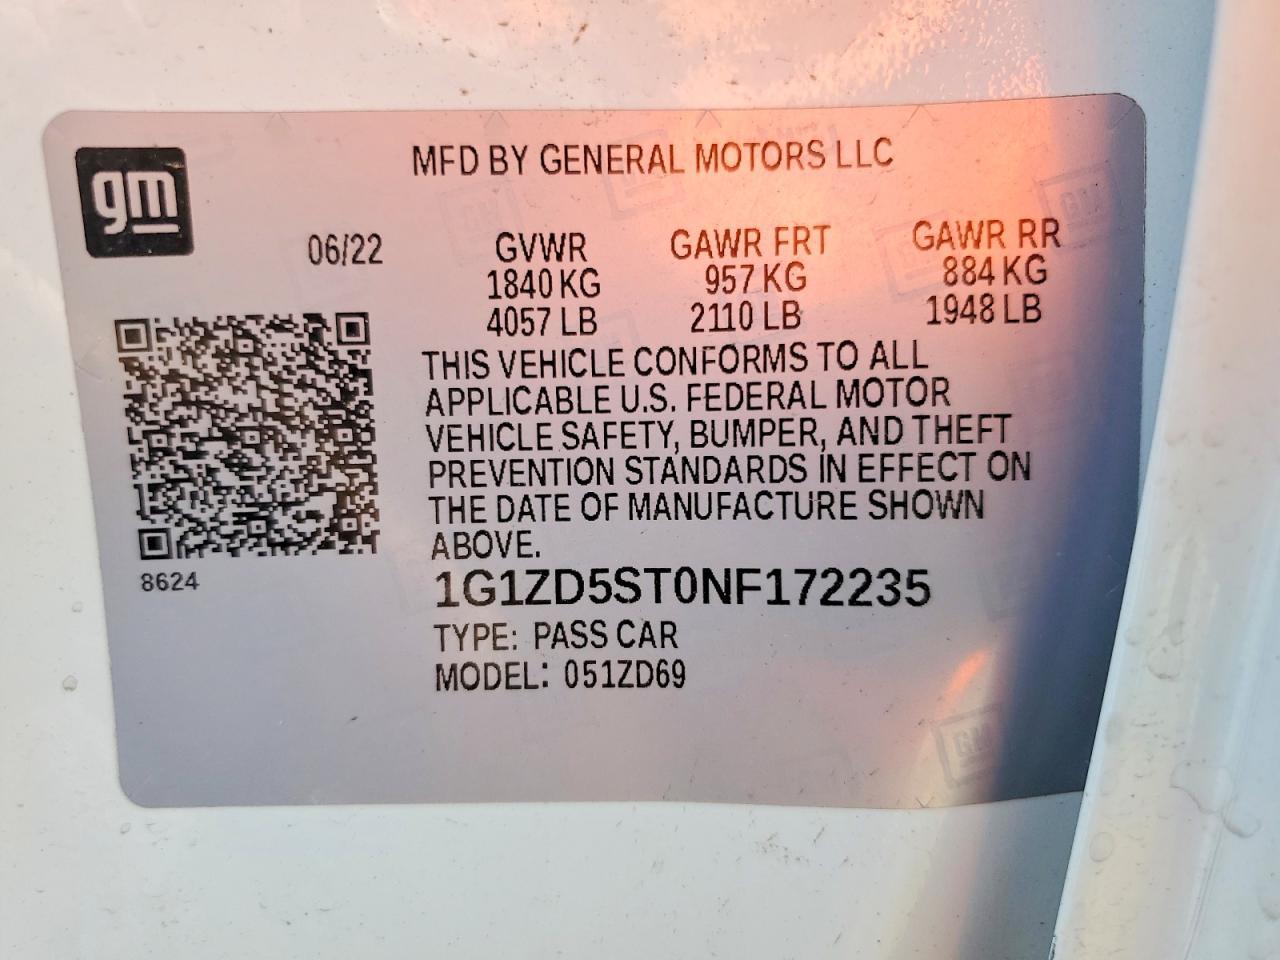 gm
MFD BY GENERAL MOTORS LLC
06/22 GVWR GAWR FRT GAWR RR
1840 KG 957 KG 884 KG
4057 LB 2110 LB 1948 LB
THIS VEHICLE CONFORMS TO ALL
APPLICABLE U.S. FEDERAL MOTOR
VEHICLE SAFETY, BUMPER, AND THEFT
PREVENTION STANDARDS IN EFFECT ON
THE DATE OF MANUFACTURE SHOWN
ABOVE.
8624
1G1ZD5ST0NF172235
TYPE: PASS CAR
MODEL: 051ZD69
GM